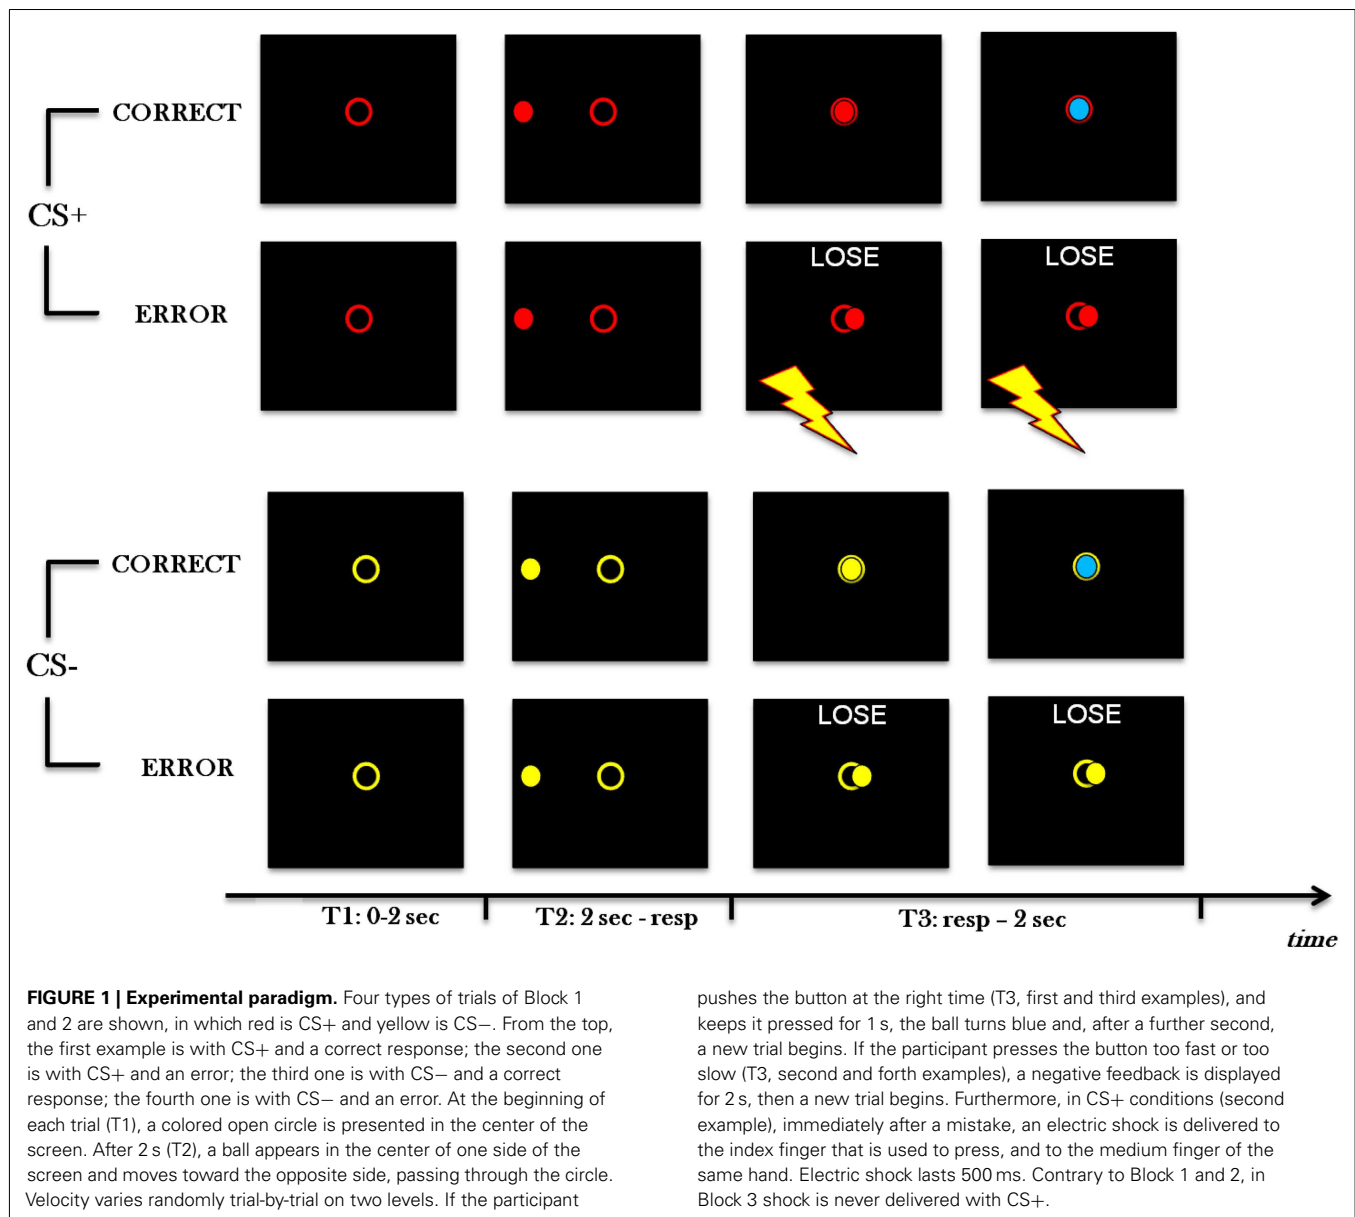 CORRECT
CS+
LOSE
LOSE
ERROR
CORRECT
CS-
LOSE
LOSE
ERROR
T1: 0-2 sec
T2: 2 sec - resp
T3: resp – 2 sec
time
FIGURE 1 | Experimental paradigm. Four types of trials of Block 1
and 2 are shown, in which red is CS+ and yellow is CS−. From the top,
the first example is with CS+ and a correct response; the second one
is with CS+ and an error; the third one is with CS− and a correct
response; the fourth one is with CS− and an error. At the beginning of
each trial (T1), a colored open circle is presented in the center of the
screen. After 2 s (T2), a ball appears in the center of one side of the
screen and moves toward the opposite side, passing through the circle.
Velocity varies randomly trial-by-trial on two levels. If the participant
pushes the button at the right time (T3, first and third examples), and
keeps it pressed for 1 s, the ball turns blue and, after a further second,
a new trial begins. If the participant presses the button too fast or too
slow (T3, second and forth examples), a negative feedback is displayed
for 2 s, then a new trial begins. Furthermore, in CS+ conditions (second
example), immediately after a mistake, an electric shock is delivered to
the index finger that is used to press, and to the medium finger of the
same hand. Electric shock lasts 500 ms. Contrary to Block 1 and 2, in
Block 3 shock is never delivered with CS+.